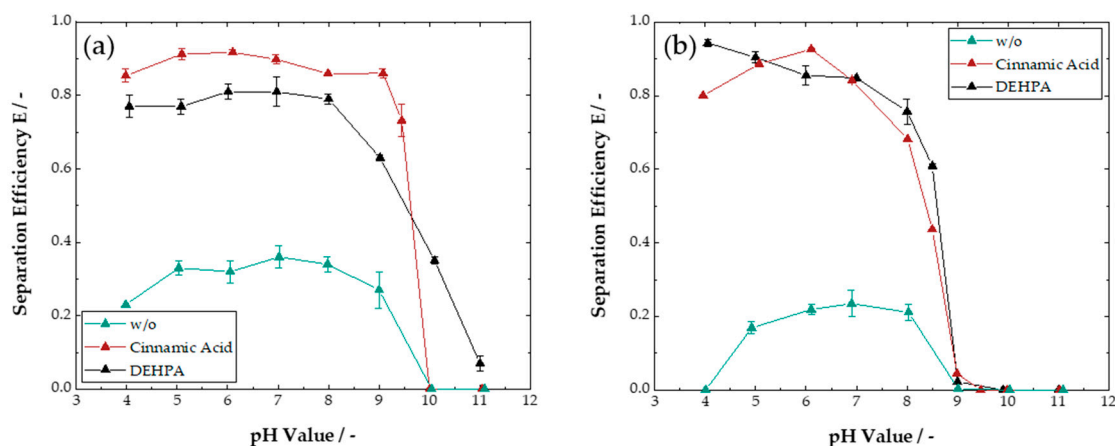 (a)
Separation Efficiency E / -
1.0
0.8
0.6
0.4
0.2
0.0
w/o
Cinnamic Acid
DEHPA
3 4 5 6 7 8 9 10 11 12
pH Value / -
(b)
Separation Efficiency E / -
1.0
0.8
0.6
0.4
0.2
0.0
w/o
Cinnamic Acid
DEHPA
3 4 5 6 7 8 9 10 11 12
pH Value / -